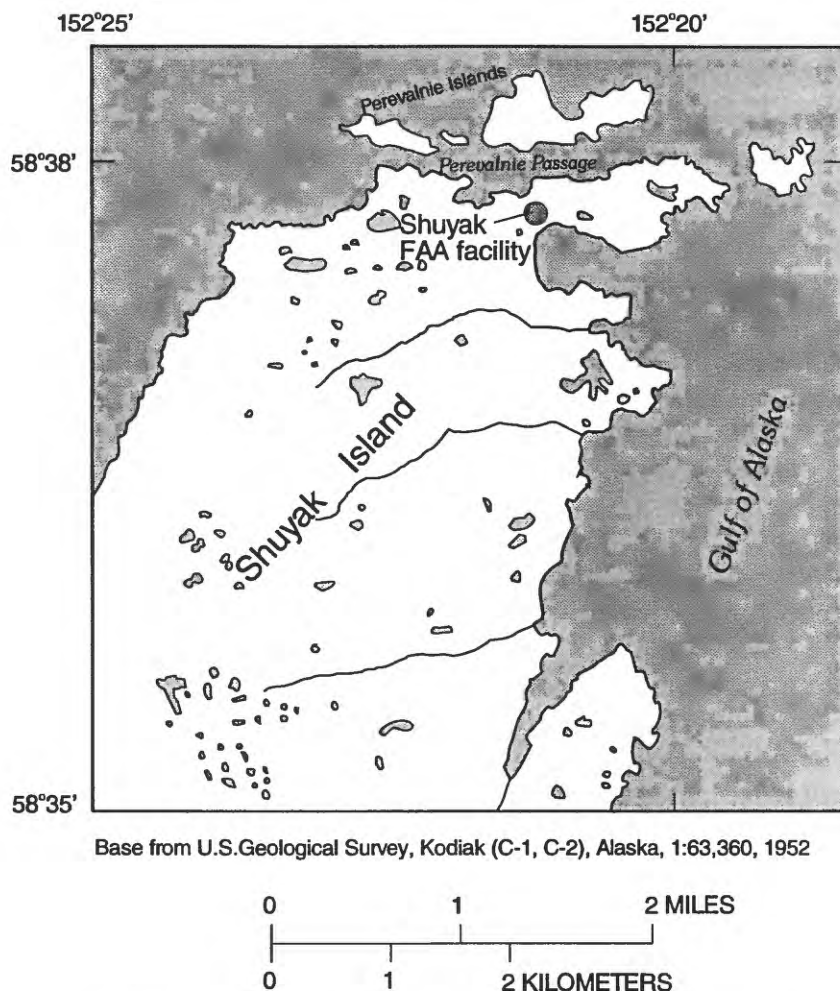 152°25' 152°20'
Perevalnie Islands
58°38'
Perevalnie Passage
Shuyak
FAA facility
Shuyak Island
Gulf of Alaska
58°35'
Base from U.S.Geological Survey, Kodiak (C-1, C-2), Alaska, 1:63,360, 1952
0 1 2 MILES
0 1 2 KILOMETERS